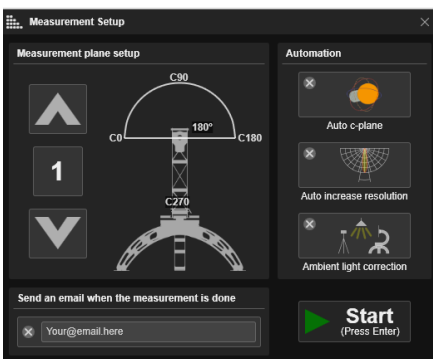 Measurement Setup
Measurement plane setup
Automation
C90
180°
C0
C180
1
C270
Auto c-plane
Auto increase resolution
Ambient light correction
Send an email when the measurement is done
Your@email.here
Start
(Press Enter)